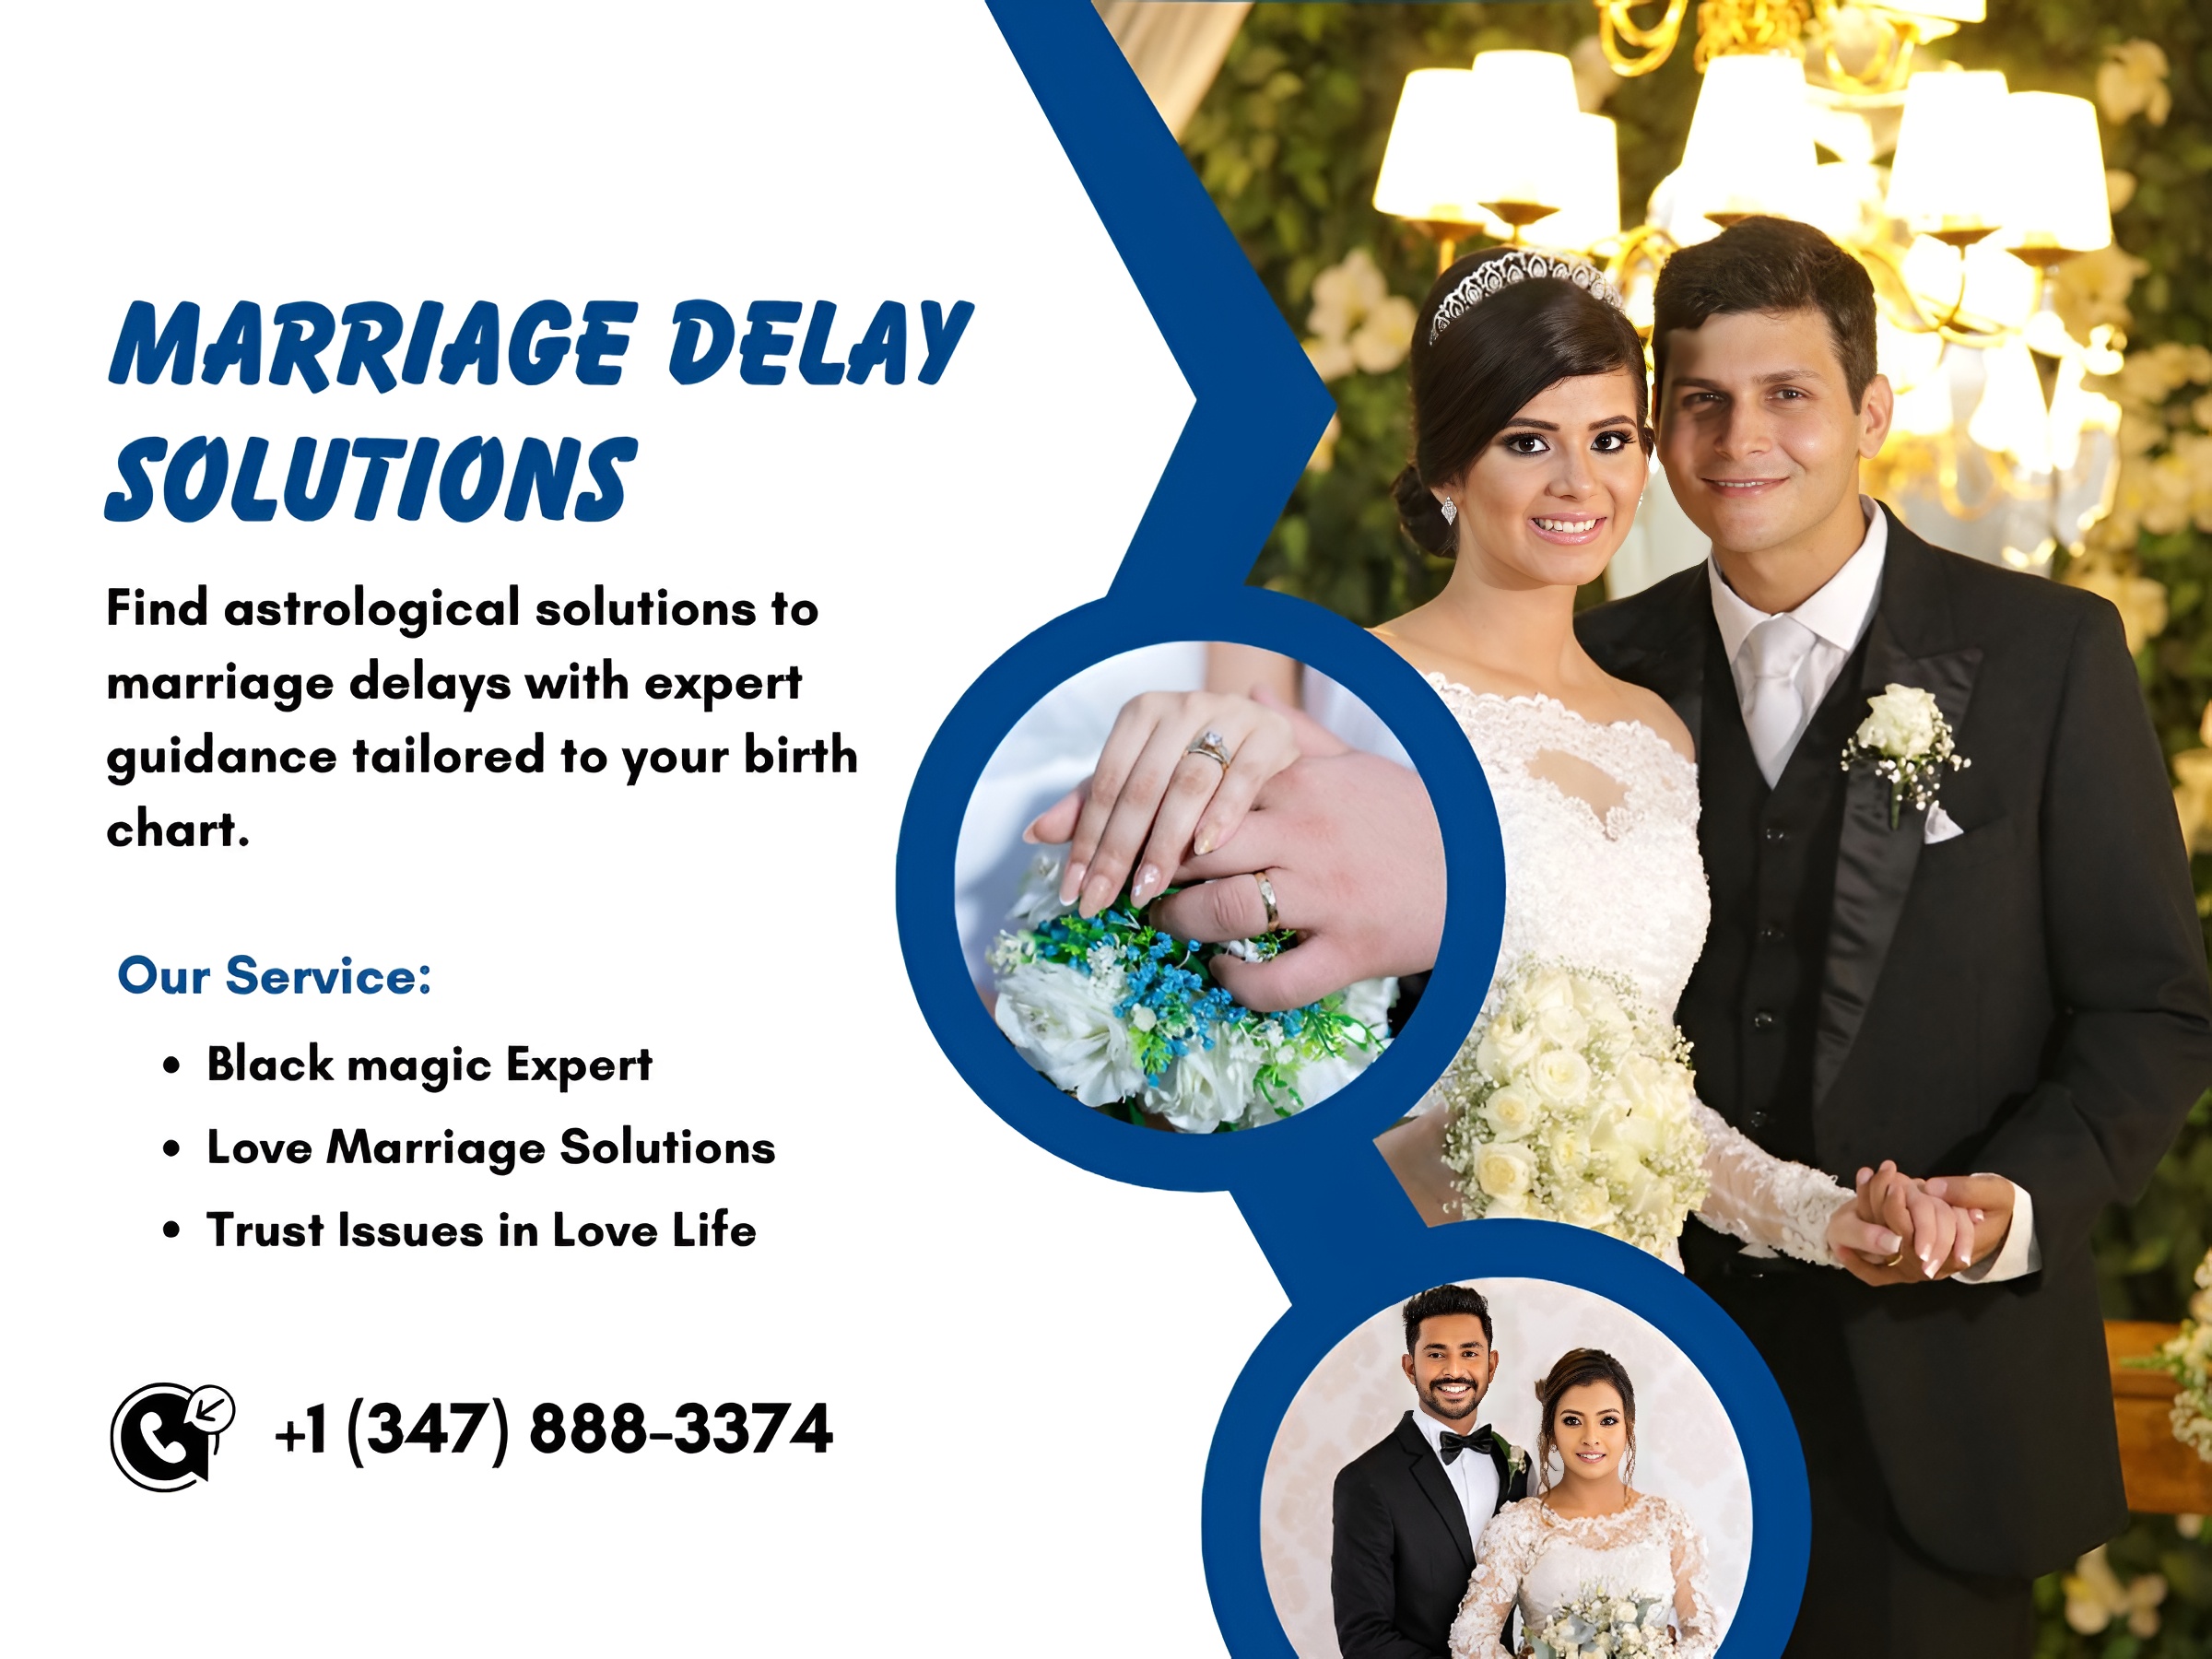 MARRIAGE DELAY
SOLUTIONS
Find astrological solutions to
marriage delays with expert
guidance tailored to your birth
chart.
Our Service:
• Black magic Expert
• Love Marriage Solutions
• Trust Issues in Love Life
+1 (347) 888-3374